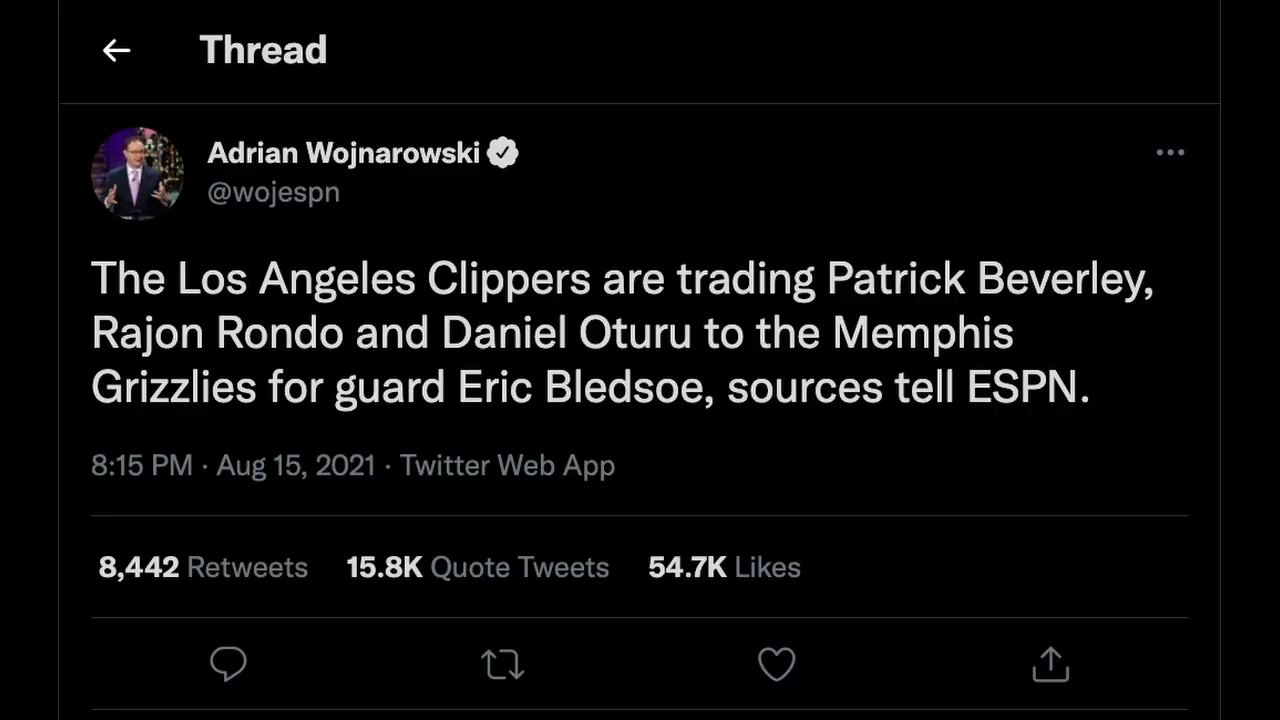 Thread
Adrian Wojnarowski
@wojespn
The Los Angeles Clippers are trading Patrick Beverley,
Rajon Rondo and Daniel Oturu to the Memphis
Grizzlies for guard Eric Bledsoe, sources tell ESPN.
8:15 PM · Aug 15, 2021 · Twitter Web App
8,442 Retweets 15.8K Quote Tweets 54.7K Likes